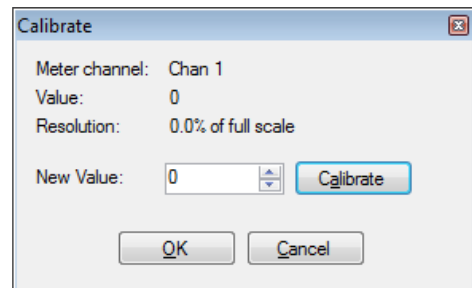 Calibrate
Meter channel: Chan 1
Value: 0
Resolution: 0.0% of full scale
New Value: 0 Calibrate
OK Cancel